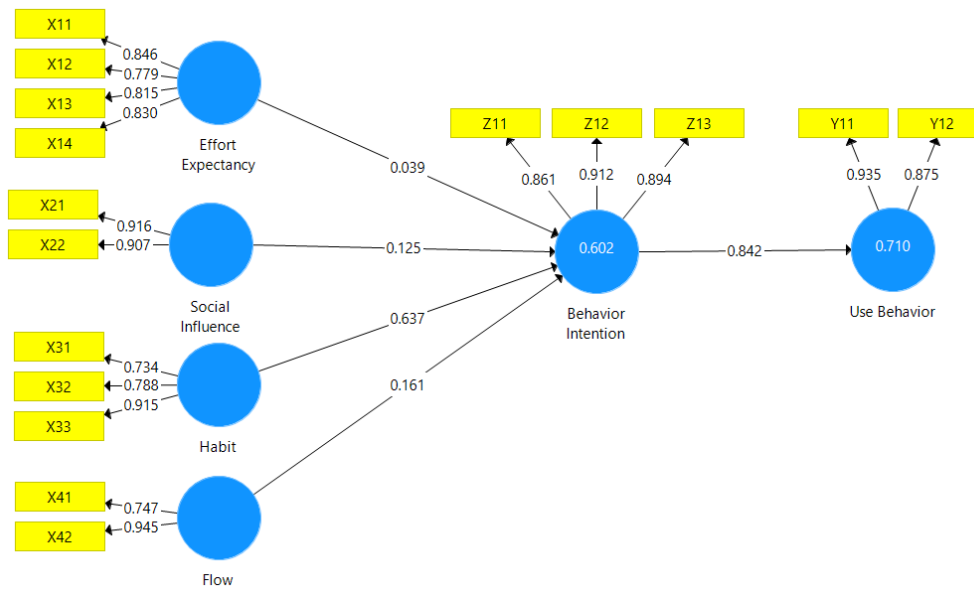 X11
0.846
X12
0.779
X13
0.815
0.830
X14
Effort
Expectancy
0.039
X21
0.916
X22
0.907
Social
Influence
0.125
X31
0.734
X32
0.788
X33
0.915
Habit
0.637
X41
0.747
X42
0.945
Flow
0.161
Z11
Z12
Z13
0.861
0.912
0.894
0.602
Behavior
Intention
0.842
Y11
Y12
0.935
0.875
0.710
Use Behavior